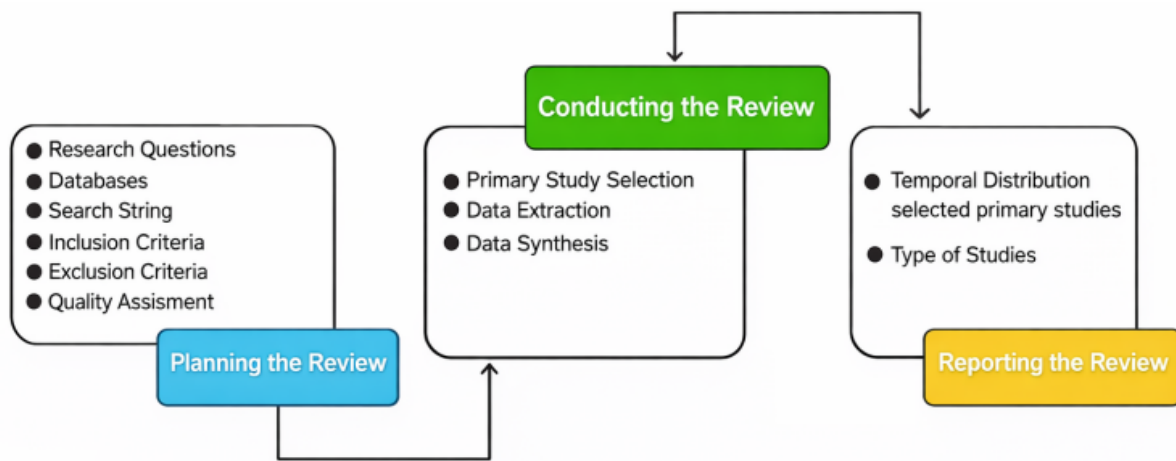 Research Questions
Databases
Search String
Inclusion Criteria
Exclusion Criteria
Quality Assisment
Planning the Review
Conducting the Review
Primary Study Selection
Data Extraction
Data Synthesis
Temporal Distribution
selected primary studies
Type of Studies
Reporting the Review